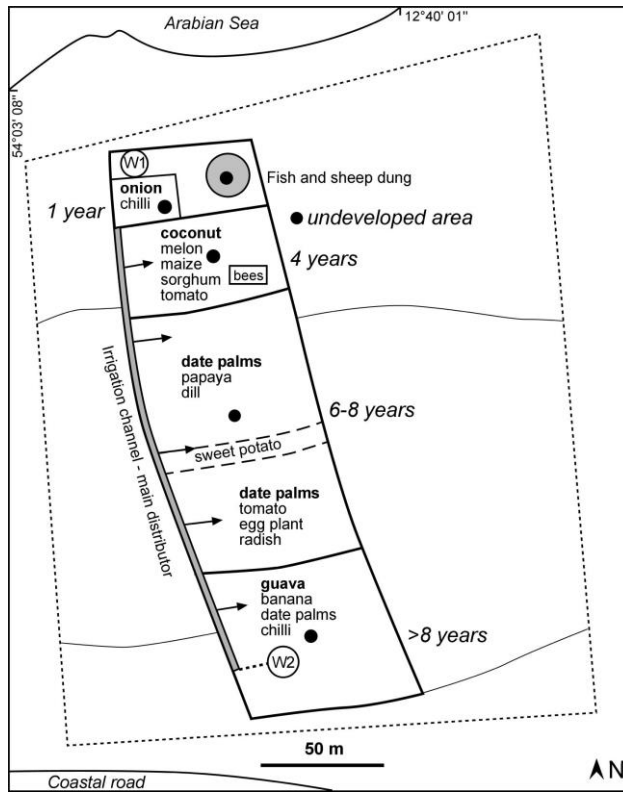 Arabian Sea
12°40' 01"
54°03' 08"
W1
Fish and sheep dung
onion
chilli
1 year
undeveloped area
coconut
melon
maize
sorghum
tomato
bees
4 years
Irrigation channel - main distributor
date palms
papaya
dill
6-8 years
sweet potato
date palms
tomato
egg plant
radish
guava
banana
date palms
chilli
>8 years
W2
50 m
N
Coastal road